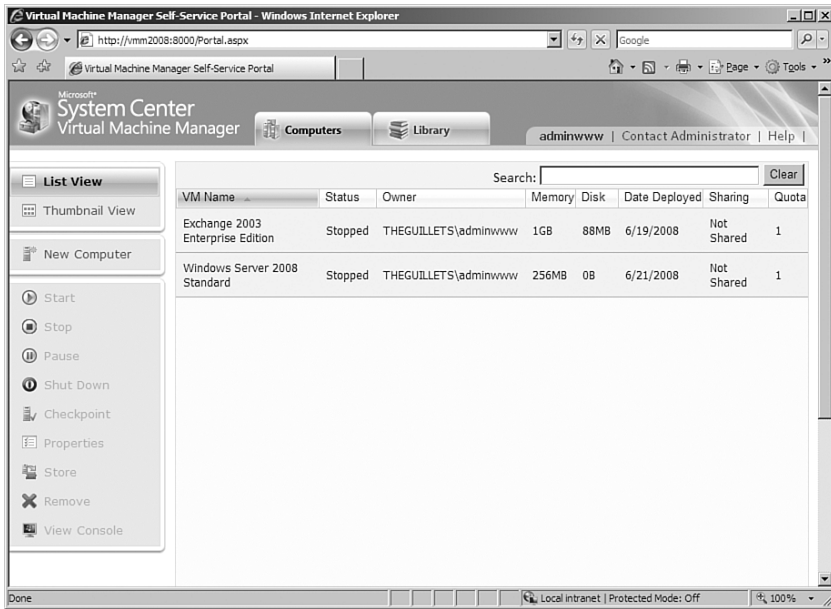 Virtual Machine Manager Self-Service Portal - Windows Internet Explorer
http://vmm2008:8000/Portal.aspx
Google
Virtual Machine Manager Self-Service Portal
Page
Tools
Microsoft®
System Center
Virtual Machine Manager
Computers
Library
adminwww | Contact Administrator | Help |
List View
Thumbnail View
New Computer
Start
Stop
Pause
Shut Down
Checkpoint
Properties
Store
Remove
View Console
Search:
Clear
VM Name Status Owner Memory Disk Date Deployed Sharing Quota
Exchange 2003 Enterprise Edition Stopped THEGUILLETS\adminwww 1GB 88MB 6/19/2008 Not Shared 1
Windows Server 2008 Standard Stopped THEGUILLETS\adminwww 256MB 0B 6/21/2008 Not Shared 1
Done
Local intranet | Protected Mode: Off
100%